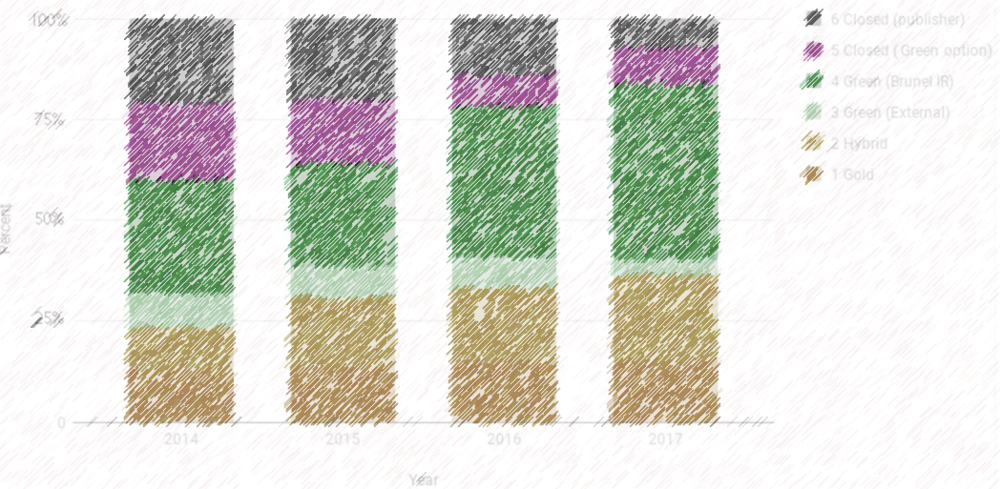 100%
75%
50%
25%
0
Percent
2014 2015 2016 2017
Year
6 Closed (publisher)
5 Closed (Green option)
4 Green (Brunel IR)
3 Green (External)
2 Hybrid
1 Gold